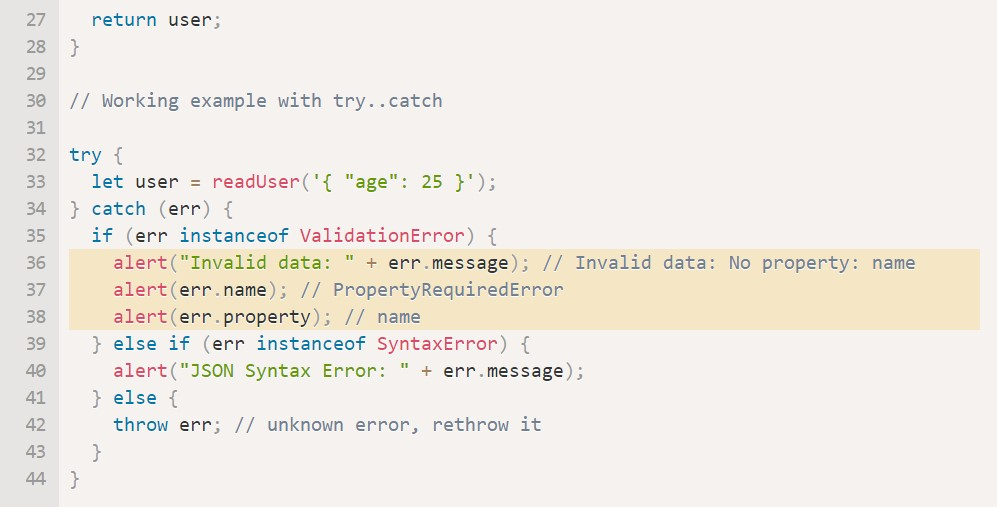 27   return user;
28 }
29
30 // Working example with try..catch
31
32 try {
33   let user = readUser('{ "age": 25 }');
34 } catch (err) {
35   if (err instanceof ValidationError) {
36     alert("Invalid data: " + err.message); // Invalid data: No property: name
37     alert(err.name); // PropertyRequiredError
38     alert(err.property); // name
39   } else if (err instanceof SyntaxError) {
40     alert("JSON Syntax Error: " + err.message);
41   } else {
42     throw err; // unknown error, rethrow it
43   }
44 }